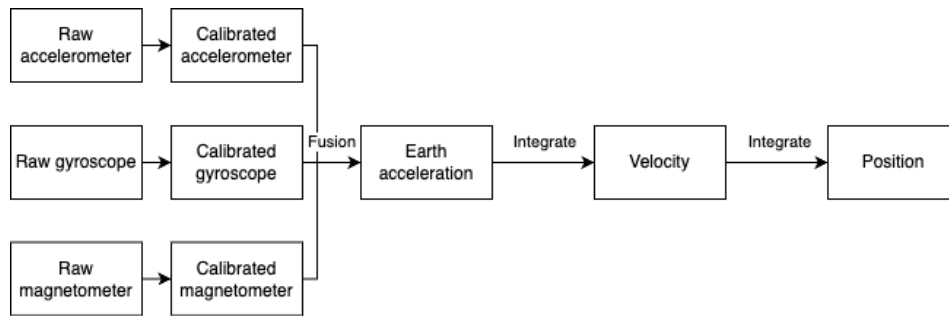 Raw
accelerometer
Calibrated
accelerometer
Raw gyroscope
Calibrated
gyroscope
Fusion
Earth
acceleration
Integrate
Velocity
Integrate
Position
Raw
magnetometer
Calibrated
magnetometer